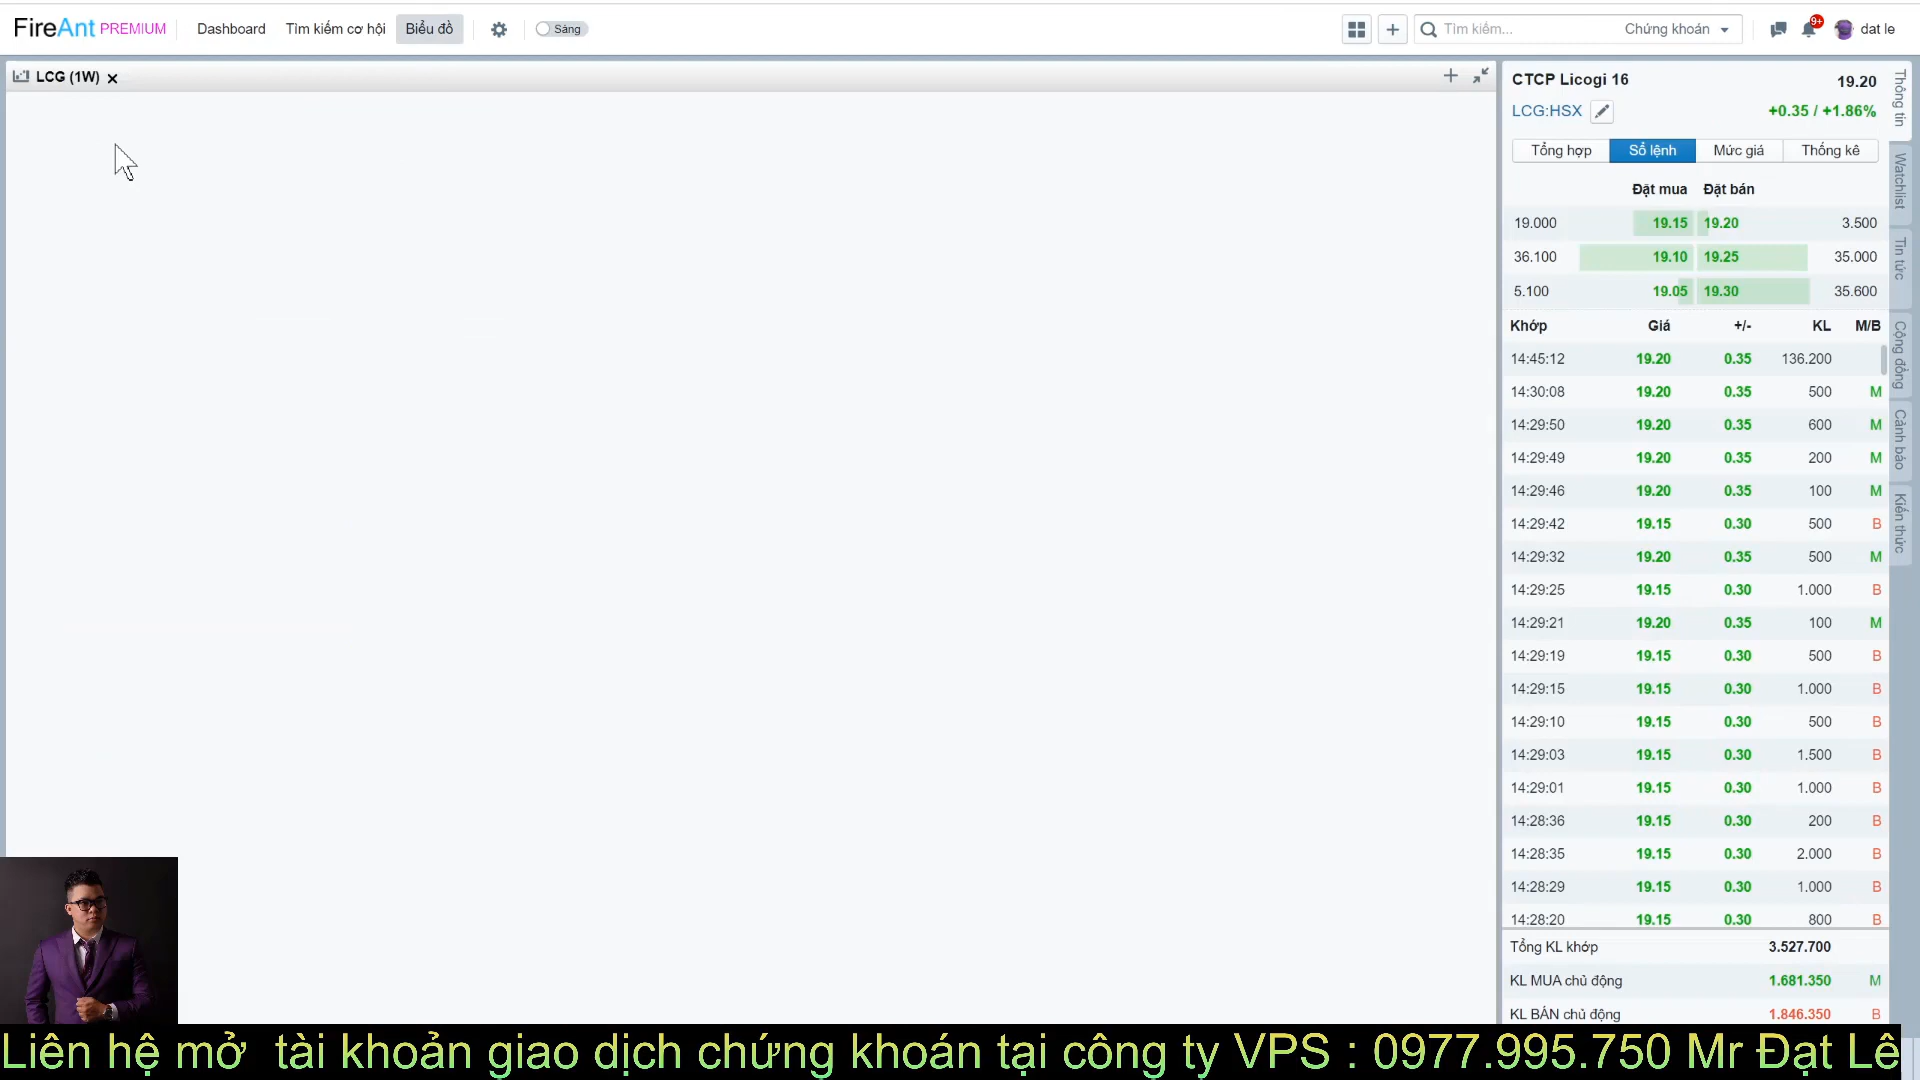 FireAnt PREMIUM Dashboard Tìm kiếm cơ hội Biểu đồ Sáng Tìm kiếm... Chứng khoán 9+ dat le
LCG (1W)
CTCP Licogi 16 19.20
LCG:HSX +0.35 / +1.86%
Tổng hợp Sổ lệnh Mức giá Thống kê
Đặt mua Đặt bán
19.000 19.15 19.20 3.500
36.100 19.10 19.25 35.000
5.100 19.05 19.30 35.600
Khớp Giá +/- KL M/B
14:45:12 19.20 0.35 136.200
14:30:08 19.20 0.35 500 M
14:29:50 19.20 0.35 600 M
14:29:49 19.20 0.35 200 M
14:29:46 19.20 0.35 100 M
14:29:42 19.15 0.30 500 B
14:29:32 19.20 0.35 500 M
14:29:25 19.15 0.30 1.000 B
14:29:21 19.20 0.35 100 M
14:29:19 19.15 0.30 500 B
14:29:15 19.15 0.30 1.000 B
14:29:10 19.15 0.30 500 B
14:29:03 19.15 0.30 1.500 B
14:29:01 19.15 0.30 1.000 B
14:28:36 19.15 0.30 200 B
14:28:35 19.15 0.30 2.000 B
14:28:29 19.15 0.30 1.000 B
14:28:20 19.15 0.30 800 B
Tổng KL khớp 3.527.700
KL MUA chủ động 1.681.350 M
KL BÁN chủ động 1.846.350 B
Thông tin
Watchlist
Tin tức
Cộng đồng
Cảnh báo
Kiến thức
Liên hệ mở tài khoản giao dịch chứng khoán tại công ty VPS : 0977.995.750 Mr Đạt Lê